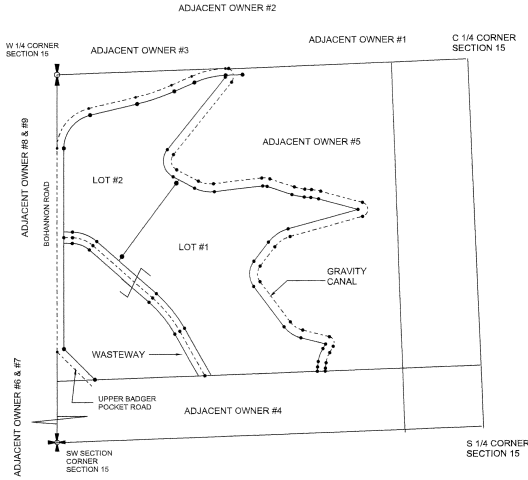 ADJACENT OWNER #2
ADJACENT OWNER #1
C 1/4 CORNER
SECTION 15
W 1/4 CORNER
SECTION 15
ADJACENT OWNER #3
ADJACENT OWNER #8 & #9
BOHANNON ROAD
ADJACENT OWNER #5
LOT #2
LOT #1
GRAVITY
CANAL
WASTEWAY
UPPER BADGER
POCKET ROAD
ADJACENT OWNER #4
ADJACENT OWNER #6 & #7
SW SECTION
CORNER
SECTION 15
S 1/4 CORNER
SECTION 15